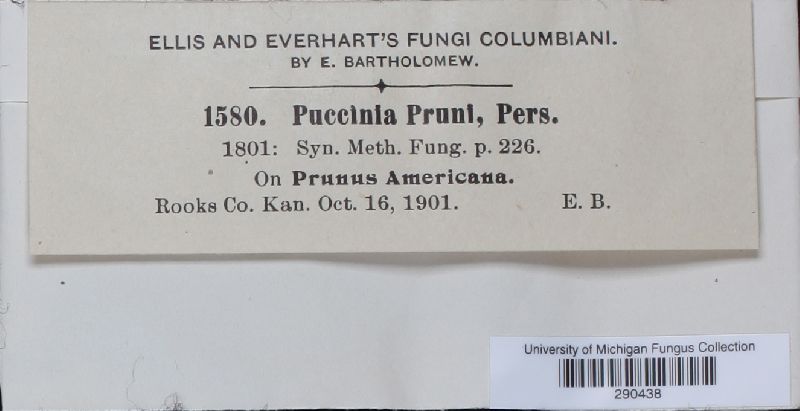 ELLIS AND EVERHART'S FUNGI COLUMBIANI.
BY E. BARTHOLOMEW.
1580. Puccinia Pruni, Pers.
1801: Syn. Meth. Fung. p. 226.
On Prunus Americana.
Rooks Co. Kan. Oct. 16, 1901. E. B.
University of Michigan Fungus Collection
290438